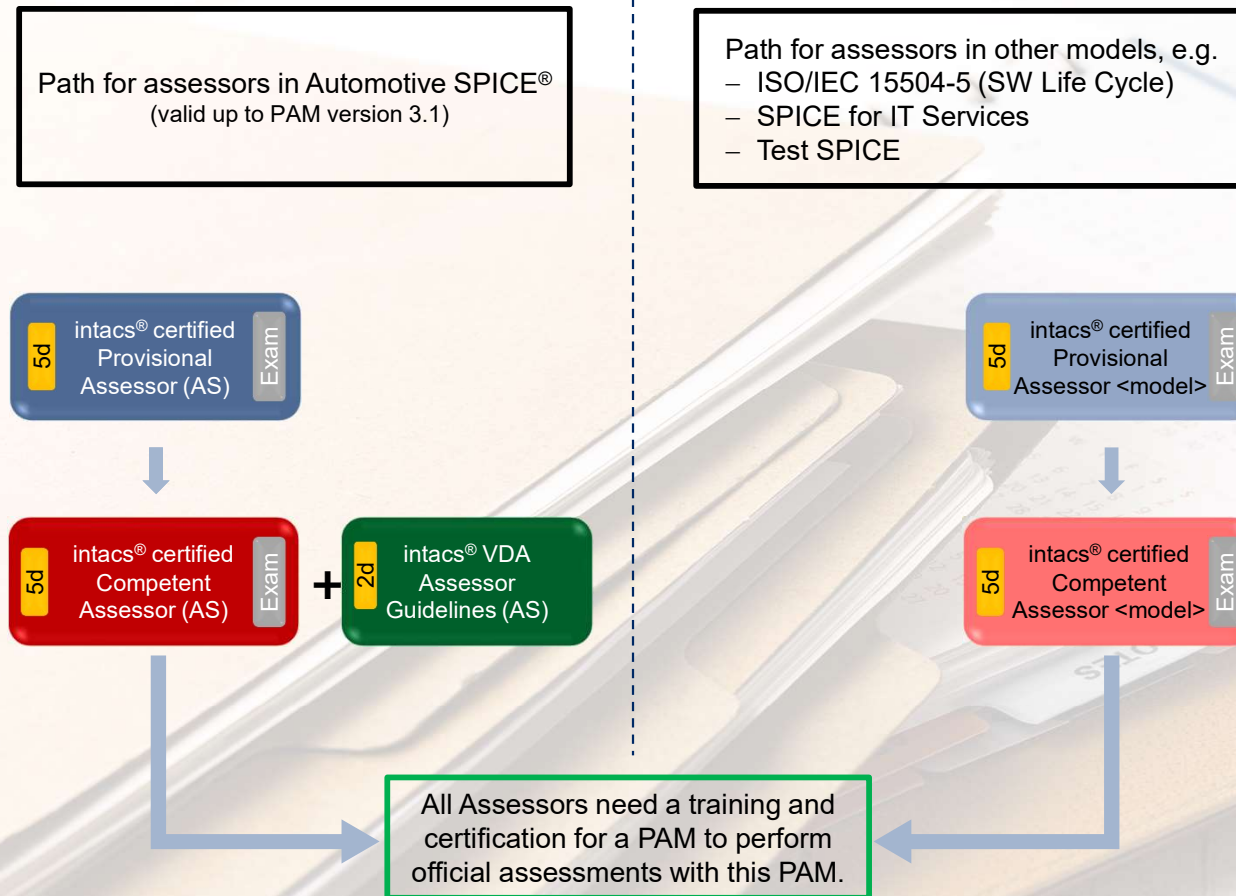 Path for assessors in Automotive SPICE®
(valid up to PAM version 3.1)
Path for assessors in other models, e.g.
– ISO/IEC 15504-5 (SW Life Cycle)
– SPICE for IT Services
– Test SPICE
5d
intacs® certified
Provisional
Assessor (AS)
Exam
5d
intacs® certified
Provisional
Assessor <model>
Exam
5d
intacs® certified
Competent
Assessor (AS)
Exam
+
2d
intacs® VDA
Assessor
Guidelines (AS)
5d
intacs® certified
Competent
Assessor <model>
Exam
All Assessors need a training and
certification for a PAM to perform
official assessments with this PAM.